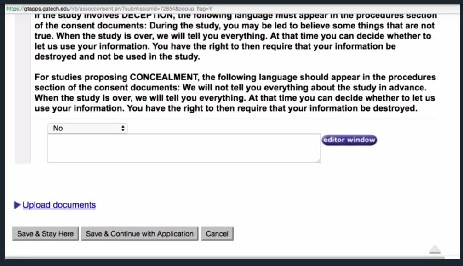 If the study involves DECEPTION, the following language must appear in the procedures section
of the consent documents: During the study, you may be led to believe some things that are not
true. When the study is over, we will tell you everything. At that time you can decide whether to
let us use your information. You have the right to then require that your information be
destroyed and not be used in the study.
For studies proposing CONCEALMENT, the following language should appear in the procedures
section of the consent documents: We will not tell you everything about the study in advance.
When the study is over, we will tell you everything. At that time you can decide whether to let us
use your information. You have the right to then require that your information be destroyed.
No
editor window
Upload documents
Save & Stay Here Save & Continue with Application Cancel